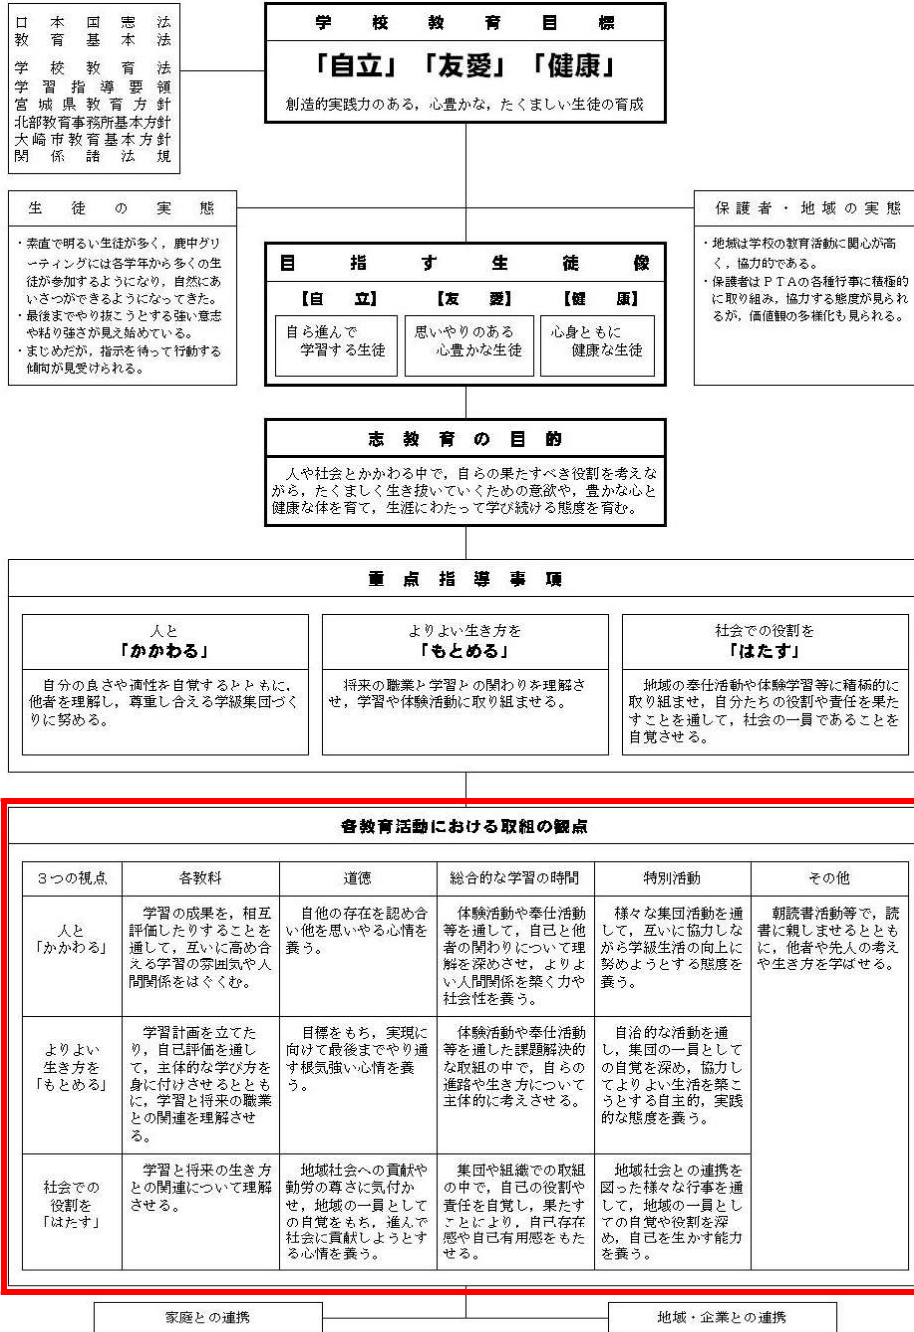 日本国憲法
教育基本法
学校教育法
学習指導要領
宮城県教育方針
北部教育事務所基本方針
大崎市教育基本方針
関係諸法規
学校教育目標
「自立」「友愛」「健康」
創造的実践力のある，心豊かな，たくましい生徒の育成
生徒の実態
・素直で明るい生徒が多く，鹿中グリ
ーティングには各学年から多くの生
徒が参加するようになり，自然にあ
いさつができるようになってきた。
・最後までやり抜こうとする強い意志
や粘り強さが見え始めている。
・まじめだが，指示を待って行動する
傾向が見受けられる。
目指す生徒像
【自立】
自ら進んで
学習する生徒
【友愛】
思いやりのある
心豊かな生徒
【健康】
心身ともに
健康な生徒
保護者・地域の実態
・地域は学校の教育活動に関心が高
く，協力的である。
・保護者はＰＴＡの各種行事に積極的
に取り組み，協力する態度が見られ
るが，価値観の多様化も見られる。
志教育の目的
人や社会とかかわる中で，自らの果たすべき役割を考えな
がら，たくましく生き抜いていくための意欲や，豊かな心と
健康な体を育て，生涯にわたって学び続ける態度を育む。
重点指導事項
人と
「かかわる」
自分の良さや適性を自覚するとともに，
他者を理解し，尊重し合える学級集団づく
りに努める。
よりよい生き方を
「もとめる」
将来の職業と学習との関わりを理解さ
せ，学習や体験活動に取り組ませる。
社会での役割を
「はたす」
地域の奉仕活動や体験学習等に積極的に
取り組ませ，自分たちの役割や責任を果た
すことを通して，社会の一員であることを
自覚させる。
各教育活動における取組の観点
３つの視点
各教科
道徳
総合的な学習の時間
特別活動
その他
人と
「かかわる」
学習の成果を，相互
評価したりすることを
通して，互いに高め合
える学習の雰囲気や人
間関係をはぐくむ。
自他の存在を認め合
い他を思いやる心情を
養う。
体験活動や奉仕活動
等を通して，自己と他
者の関わりについて理
解を深めさせ，よりよ
い人間関係を築く力や
社会性を養う。
様々な集団活動を通
して，互いに協力しな
がら学級生活の向上に
努めようとする態度を
養う。
朝読書活動等で，読
書に親しませるととも
に，他者や先人の考え
や生き方を学ばせる。
よりよい
生き方を
「もとめる」
学習計画を立てた
り，自己評価を通し
て，主体的な学び方を
身に付けさせるととも
に，学習と将来の職業
との関連を理解させ
る。
目標をもち，実現に
向けて最後までやり通
す根気強い心情を養
う。
体験活動や奉仕活動
等を通した課題解決的
な取組の中で，自らの
進路や生き方について
主体的に考えさせる。
自治的な活動を通
し，集団の一員として
の自覚を深め，協力し
てよりよい生活を築こ
うとする自主的，実践
的な態度を養う。
社会での
役割を
「はたす」
学習と将来の生き方
との関連について理解
させる。
地域社会への貢献や
勤労の尊さに気付か
せ，地域の一員として
の自覚をもち，進んで
社会に貢献しようとす
る心情を養う。
集団や組織での取組
の中で，自己の役割や
責任を自覚し，果たす
ことにより，自己存在
感や自己有用感をもた
せる。
地域社会との連携を
図った様々な行事を通
して，地域の一員とし
ての自覚や役割を深
め，自己を生かす能力
を養う。
家庭との連携
地域・企業との連携